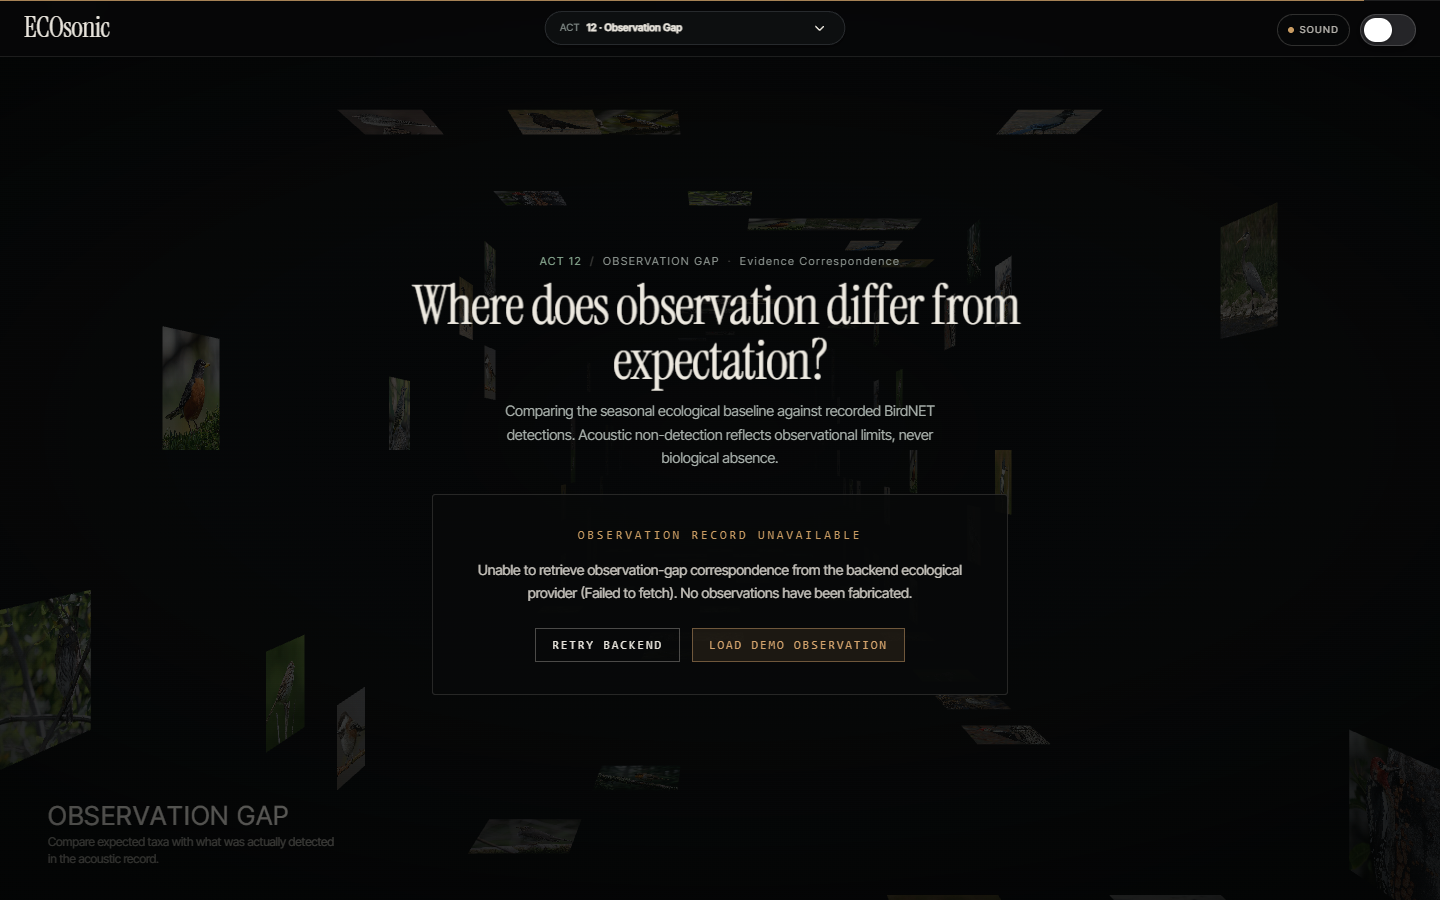 ECOsonic
ACT 12 · Observation Gap
SOUND
ACT 12 / OBSERVATION GAP · Evidence Correspondence
Where does observation differ from
expectation?
Comparing the seasonal ecological baseline against recorded BirdNET
detections. Acoustic non-detection reflects observational limits, never
biological absence.
OBSERVATION RECORD UNAVAILABLE
Unable to retrieve observation-gap correspondence from the backend ecological
provider (Failed to fetch). No observations have been fabricated.
RETRY BACKEND
LOAD DEMO OBSERVATION
OBSERVATION GAP
Compare expected taxa with what was actually detected
in the acoustic record.